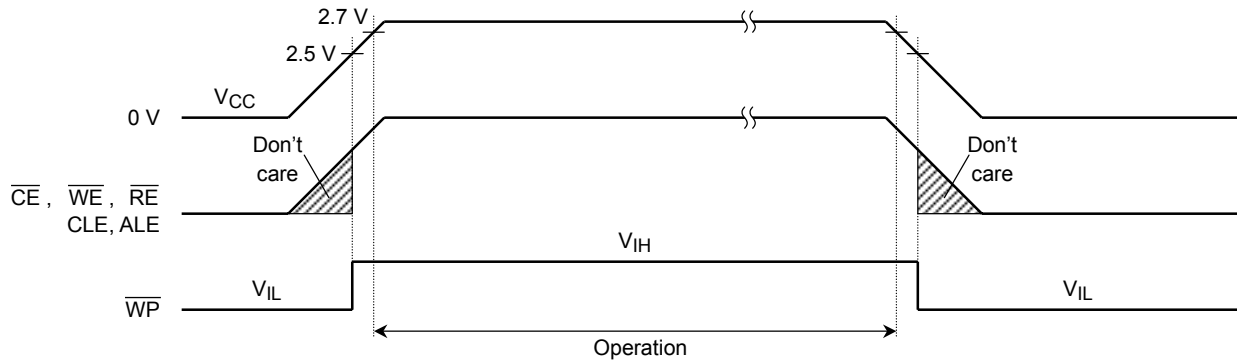 2.7 V
2.5 V
VCC
0 V
Don't
care
Don't
care
CE , WE , RE
CLE, ALE
VIH
VIL
VIL
WP
Operation